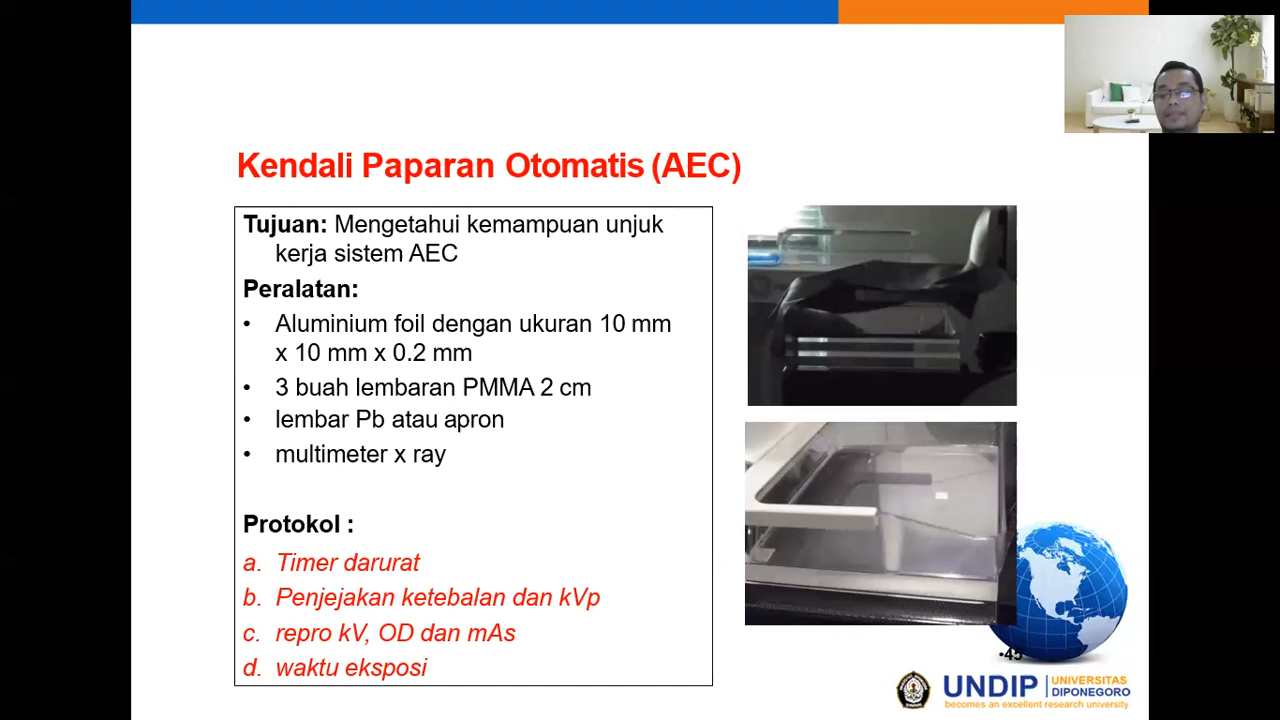 Kendali Paparan Otomatis (AEC)
Tujuan: Mengetahui kemampuan unjuk
kerja sistem AEC
Peralatan:
• Aluminium foil dengan ukuran 10 mm
x 10 mm x 0.2 mm
• 3 buah lembaran PMMA 2 cm
• lembar Pb atau apron
• multimeter x ray
Protokol :
a. Timer darurat
b. Penjejakan ketebalan dan kVp
c. repro kV, OD dan mAs
d. waktu eksposi
•45
UNDIP
UNIVERSITAS
DIPONEGORO
becomes an excellent research university